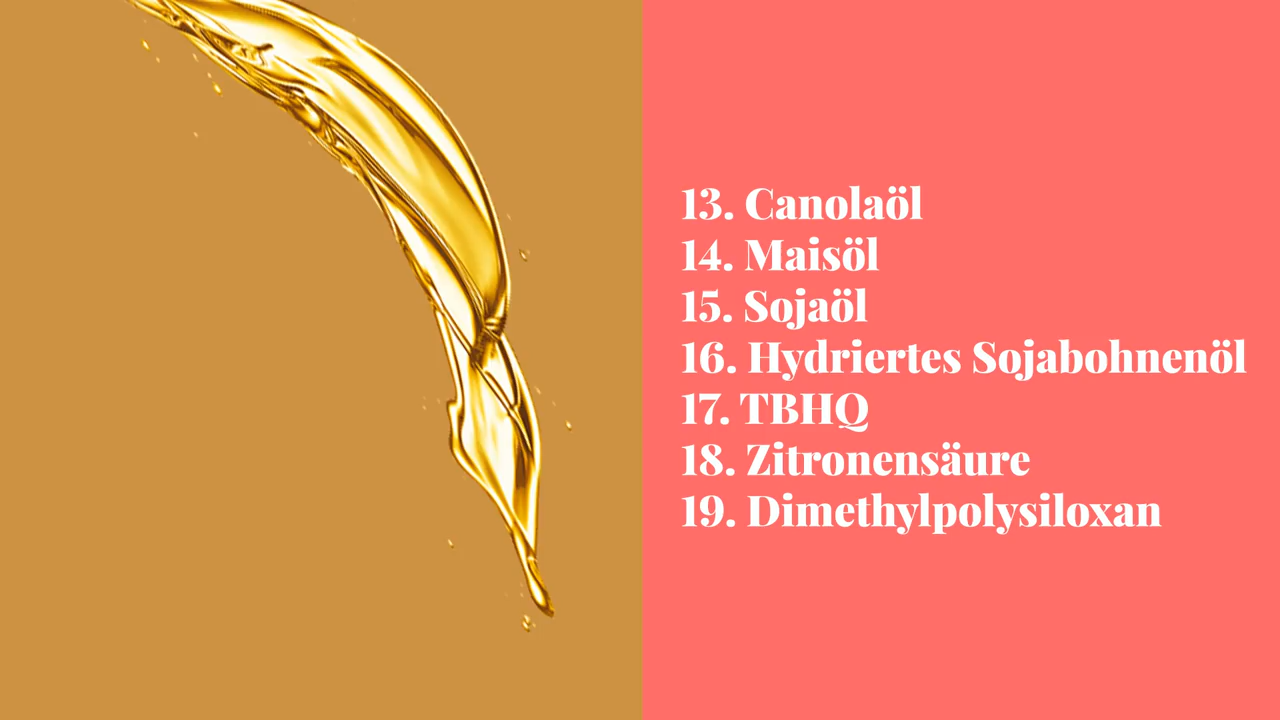 13. Canolaöl
14. Maisöl
15. Sojaöl
16. Hydriertes Sojabohnenöl
17. TBHQ
18. Zitronensäure
19. Dimethylpolysiloxan